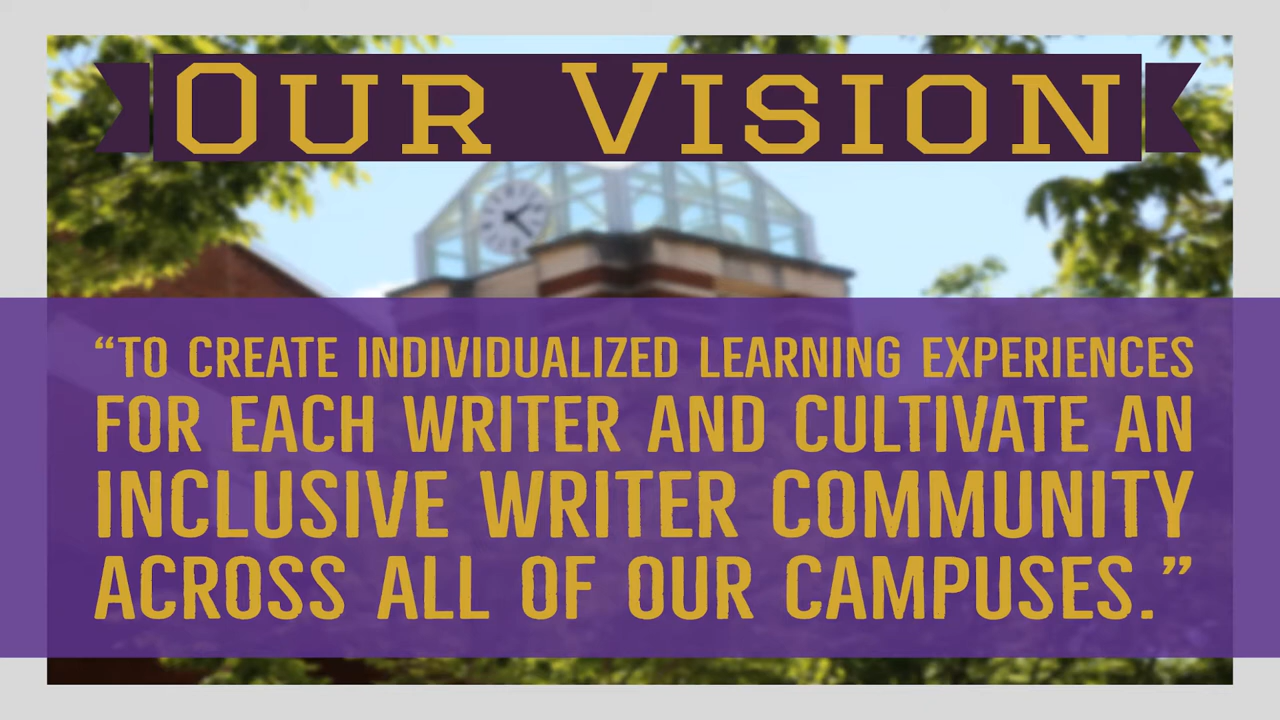 OUR VISION
“TO CREATE INDIVIDUALIZED LEARNING EXPERIENCES
FOR EACH WRITER AND CULTIVATE AN
INCLUSIVE WRITER COMMUNITY
ACROSS ALL OF OUR CAMPUSES.”